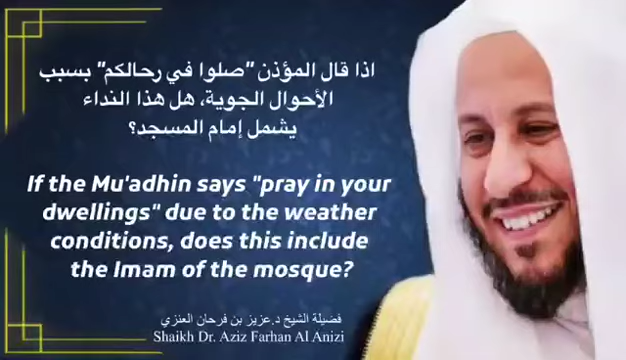 اذا قال المؤذن "صلوا في رحالكم" بسبب
الأحوال الجوية، هل هذا النداء
يشمل إمام المسجد؟
If the Mu'adhin says "pray in your
dwellings" due to the weather
conditions, does this include
the Imam of the mosque?
فضيلة الشيخ د.عزيز بن فرحان العنزي
Shaikh Dr. Aziz Farhan Al Anizi